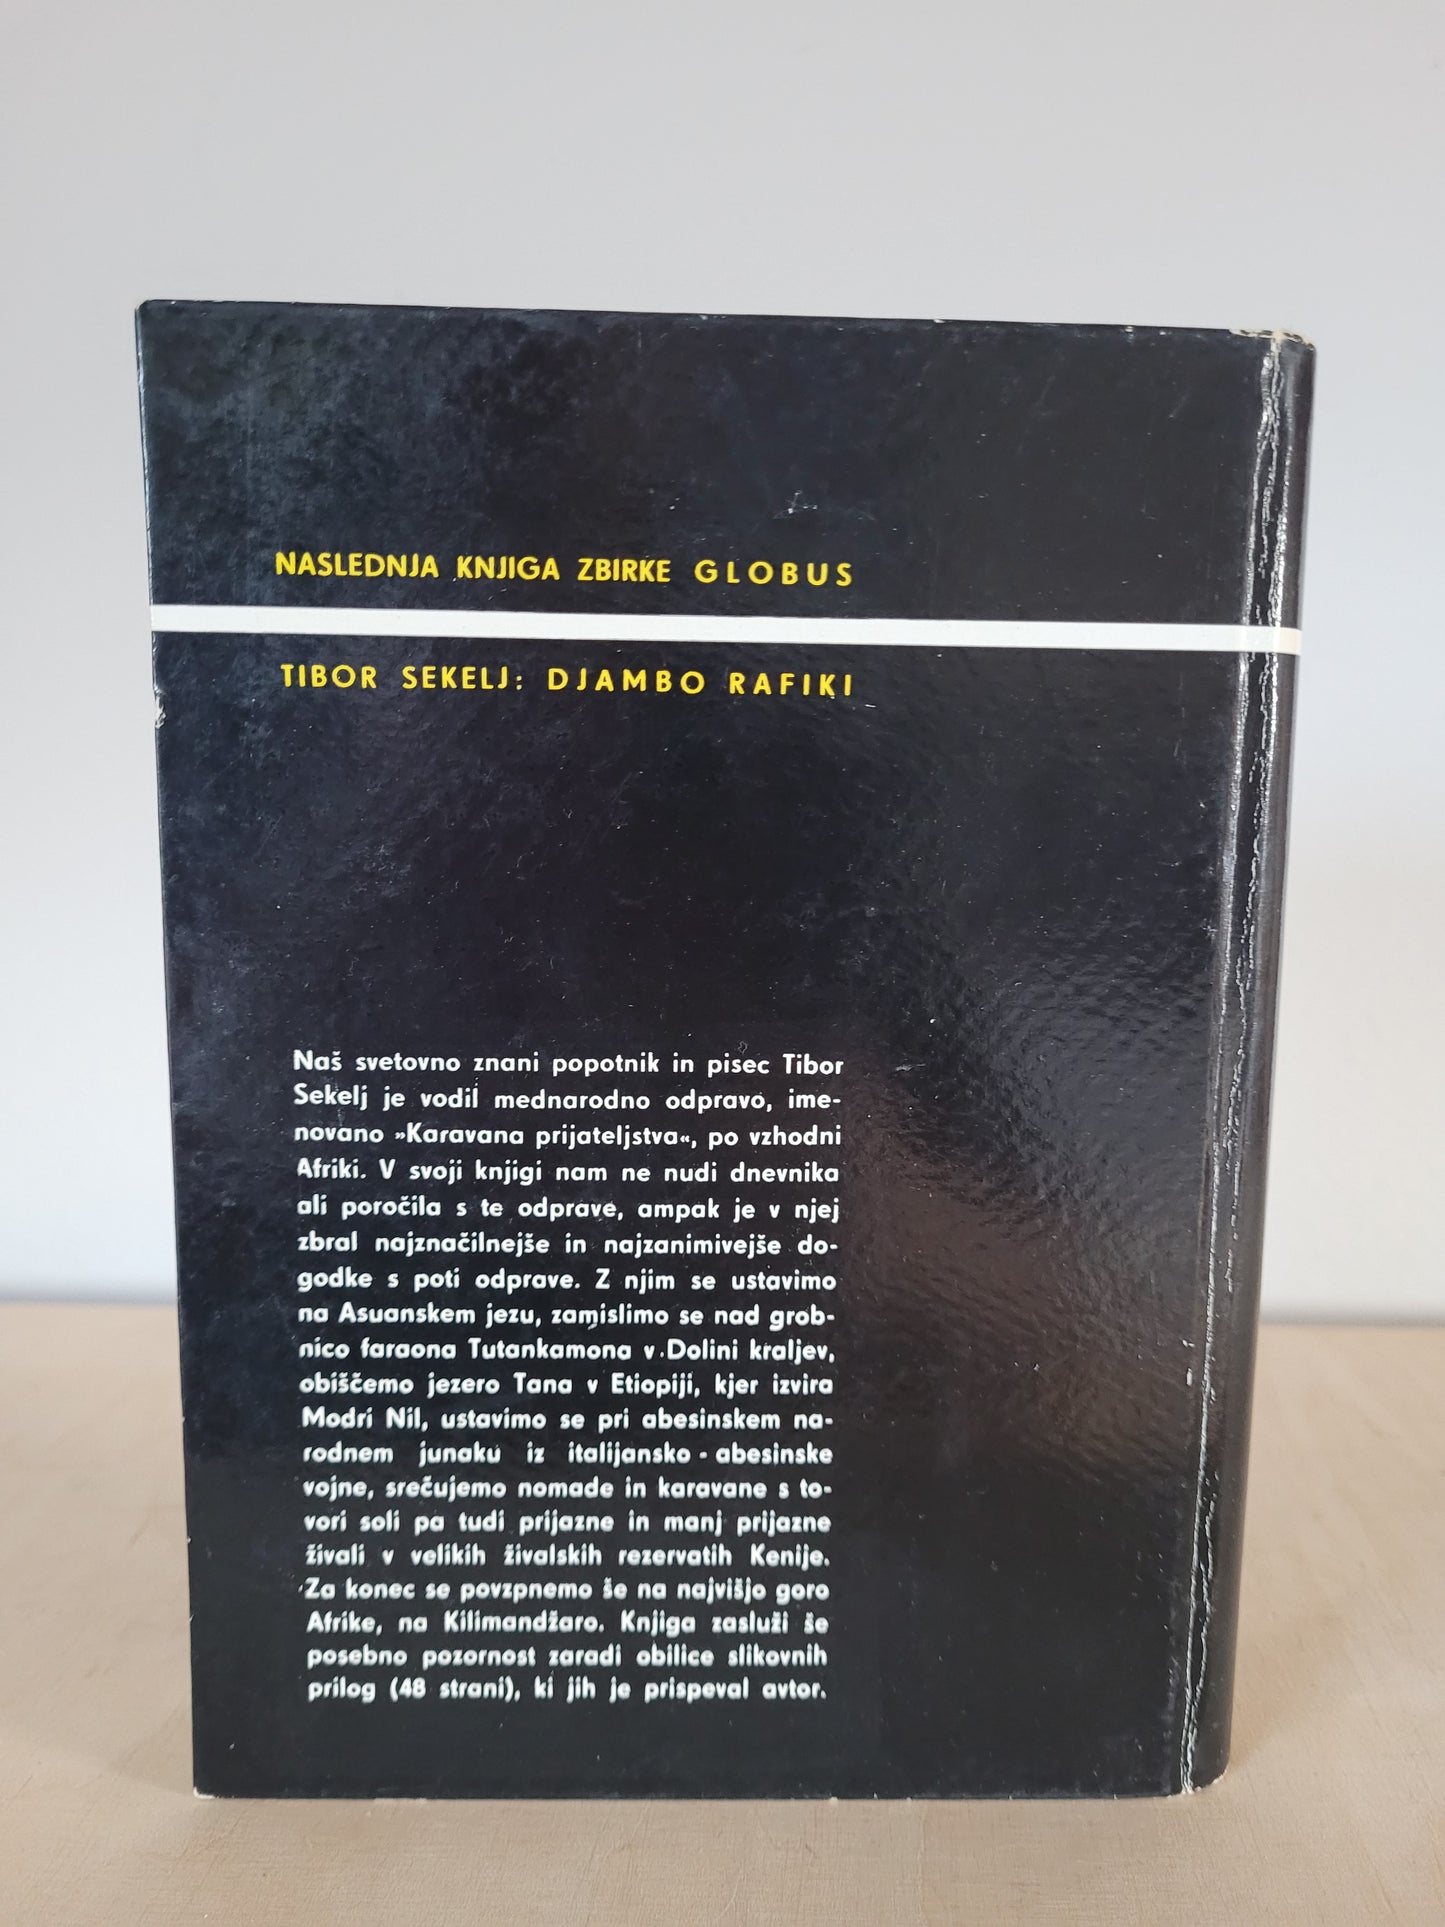 NASLEDNJA KNJIGA ZBIRKE GLOBUS
TIBOR SEKELJ: DJAMBO RAFIKI
Naš svetovno znani popotnik in pisec Tibor
Sekelj je vodil mednarodno odpravo, ime-
novano »Karavana prijateljstva«, po vzhodni
Afriki. V svoji knjigi nam ne nudi dnevnika
ali poročila s te odprave, ampak je v njej
zbral najznačilnejše in najzanimivejše do-
godke s poti odprave. Z njim se ustavimo
na Asuanskem jezu, zamislimo se nad grob-
nico faraona Tutankamona v Dolini kraljev,
obiščemo jezero Tana v Etiopiji, kjer izvira
Modri Nil, ustavimo se pri abesinskem na-
rodnem junaku iz italijansko - abesinske
vojne, srečujemo nomade in karavane s to-
vori soli pa tudi prijazne in manj prijazne
živali v velikih živalskih rezervatih Kenije.
Za konec se povzpnemo še na najvišjo goro
Afrike, na Kilimandžaro. Knjiga zasluži še
posebno pozornost zaradi obilice slikovnih
prilog (48 strani), ki jih je prispeval avtor.